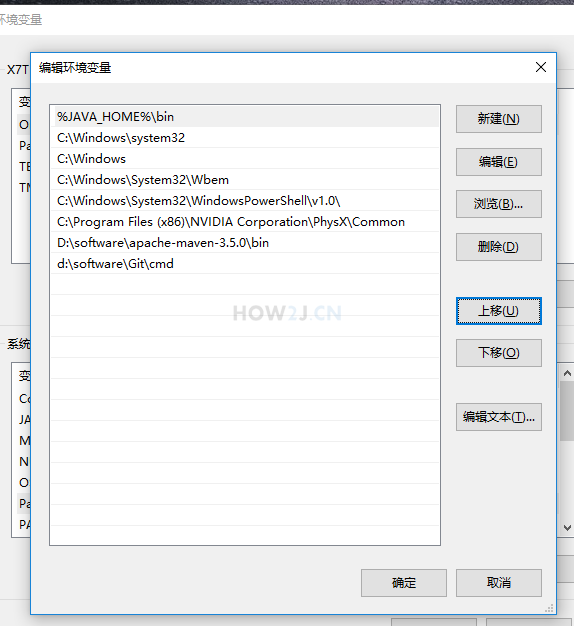 环境变量
X7T
编辑环境变量
%JAVA_HOME%\bin
C:\Windows\system32
C:\Windows
C:\Windows\System32\Wbem
C:\Windows\System32\WindowsPowerShell\v1.0\
C:\Program Files (x86)\NVIDIA Corporation\PhysX\Common
D:\software\apache-maven-3.5.0\bin
d:\software\Git\cmd
HOW2J.CN
新建(N)
编辑(E)
浏览(B)...
删除(D)
上移(U)
下移(O)
编辑文本(T)...
确定
取消
变
O
Pa
TE
TM
系统
变
Co
JA
M
N
O
Pa
PA